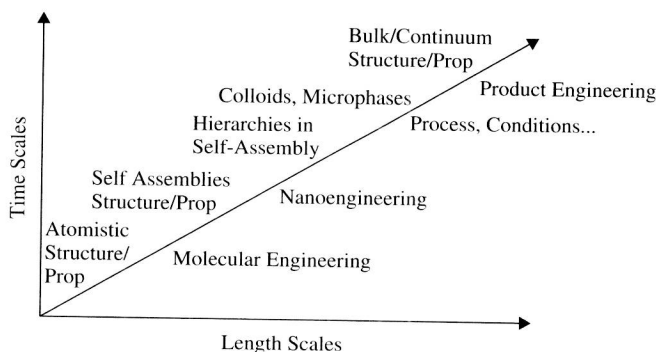 Bulk/Continuum
Structure/Prop
Product Engineering
Colloids, Microphases
Process, Conditions...
Hierarchies in
Self-Assembly
Self Assemblies
Structure/Prop
Nanoengineering
Atomistic
Structure/
Prop
Molecular Engineering
Time Scales
Length Scales